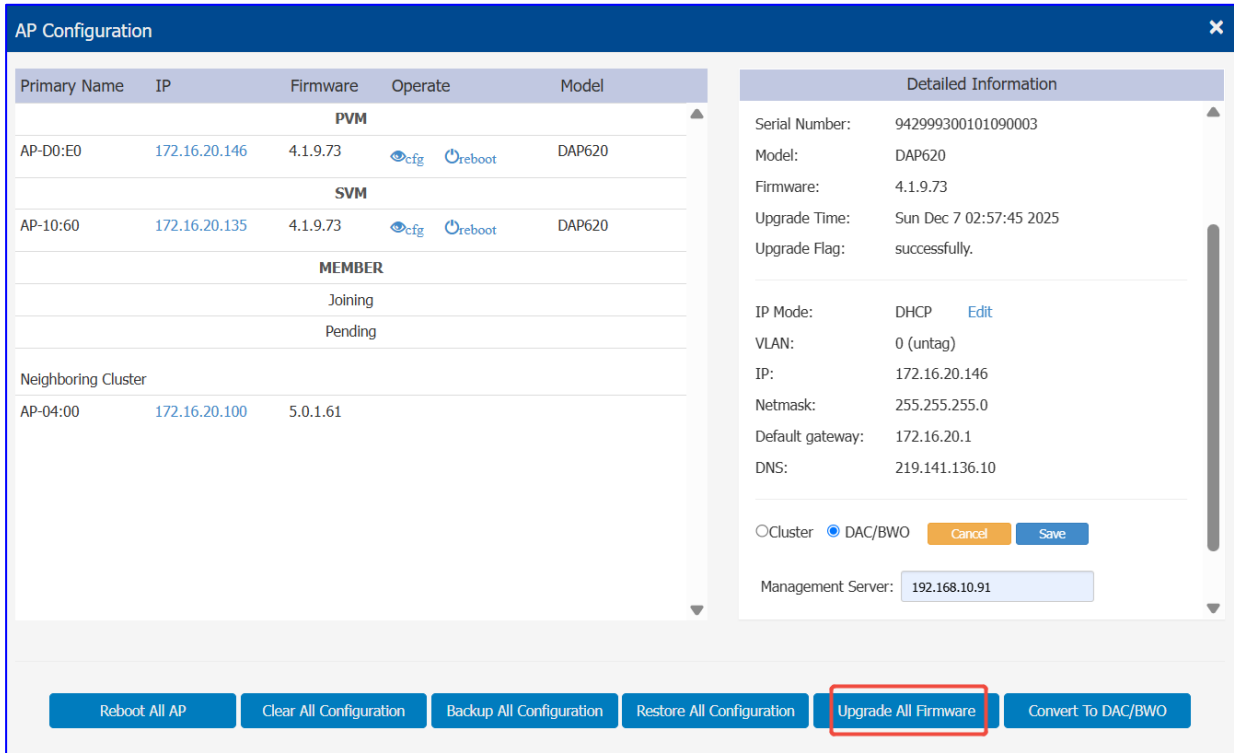 AP Configuration
Primary Name IP Firmware Operate Model
PVM
AP-D0:E0 172.16.20.146 4.1.9.73 cfg reboot DAP620
SVM
AP-10:60 172.16.20.135 4.1.9.73 cfg reboot DAP620
MEMBER
Joining
Pending
Neighboring Cluster
AP-04:00 172.16.20.100 5.0.1.61
Detailed Information
Serial Number: 942999300101090003
Model: DAP620
Firmware: 4.1.9.73
Upgrade Time: Sun Dec 7 02:57:45 2025
Upgrade Flag: successfully.
IP Mode: DHCP Edit
VLAN: 0 (untag)
IP: 172.16.20.146
Netmask: 255.255.255.0
Default gateway: 172.16.20.1
DNS: 219.141.136.10
Cluster DAC/BWO Cancel Save
Management Server: 192.168.10.91
Reboot All AP Clear All Configuration Backup All Configuration Restore All Configuration Upgrade All Firmware Convert To DAC/BWO